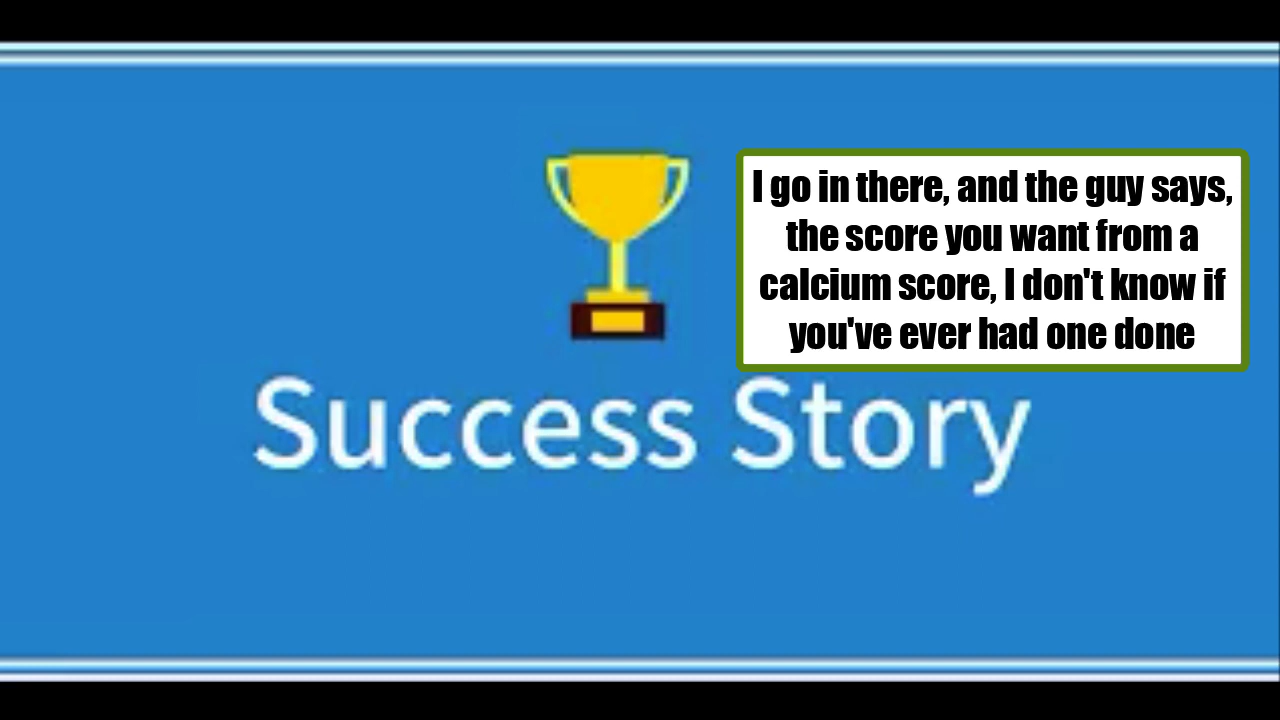 I go in there, and the guy says,
the score you want from a
calcium score, I don't know if
you've ever had one done
Success Story